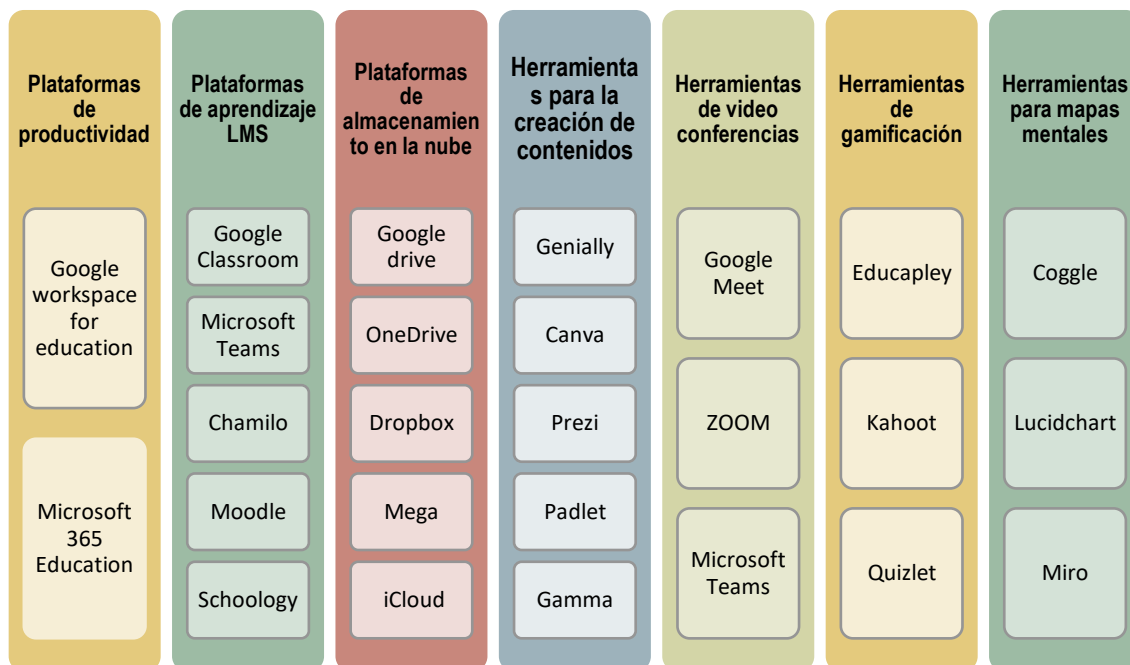 Plataformas
de
productividad
Google
workspace
for
education
Microsoft
365
Education
Plataformas
de aprendizaje
LMS
Google
Classroom
Microsoft
Teams
Chamilo
Moodle
Schoology
Plataformas
de
almacenamien
to en la nube
Google
drive
OneDrive
Dropbox
Mega
iCloud
Herramienta
s para la
creación de
contenidos
Genially
Canva
Prezi
Padlet
Gamma
Herramientas
de video
conferencias
Google
Meet
ZOOM
Microsoft
Teams
Herramientas
de
gamificación
Educapley
Kahoot
Quizlet
Herramientas
para mapas
mentales
Coggle
Lucidchart
Miro